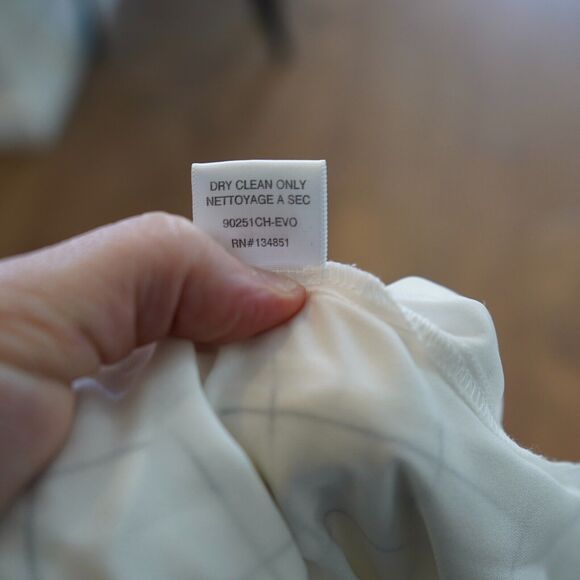 DRY CLEAN ONLY
NETTOYAGE A SEC
90251CH-EVO
RN#134851